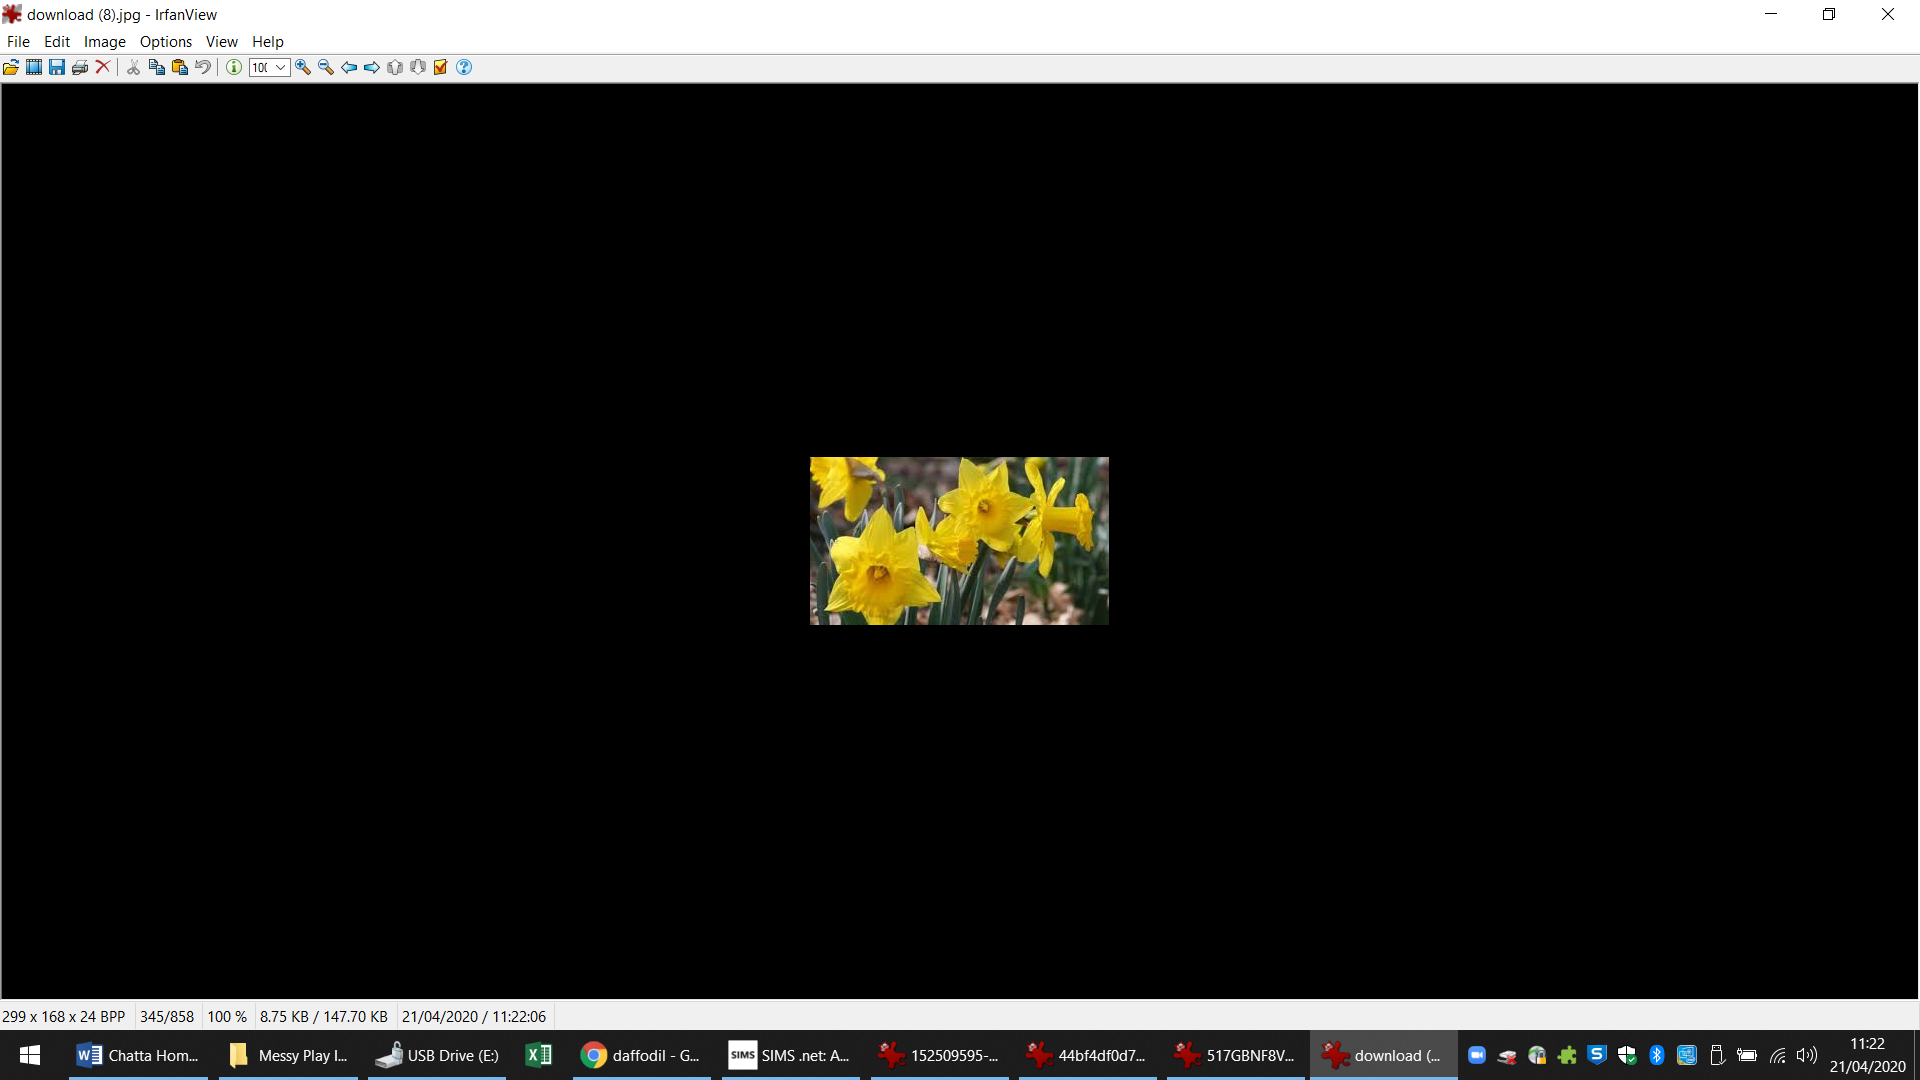 download (8).jpg - IrfanView
File Edit Image Options View Help
100
299 x 168 x 24 BPP 345/858 100 % 8.75 KB / 147.70 KB 21/04/2020 / 11:22:06
Chatta Hom... Messy Play I... USB Drive (E:) daffodil - G... SIMS SIMS .net: A... 152509595-... 44bf4df0d7... 517GBNF8V... download (... 11:22
21/04/2020